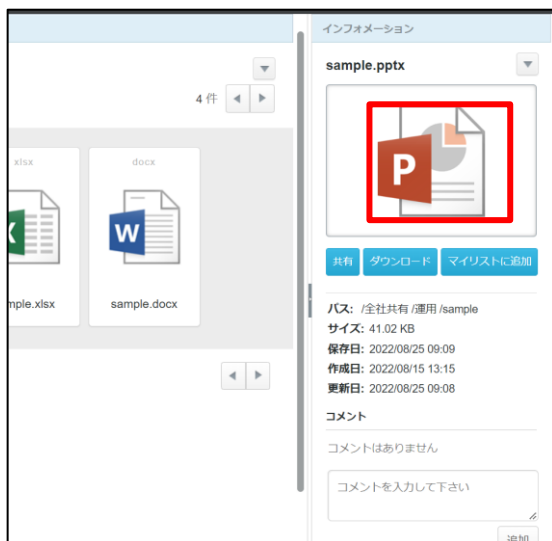 インフォメーション
sample.pptx
4 件
xlsx
docx
W
P
sample.docx
共有
ダウンロード
マイリストに追加
パス: /全社共有 /運用 /sample
サイズ: 41.02 KB
保存日: 2022/08/25 09:09
作成日: 2022/08/15 13:15
更新日: 2022/08/25 09:08
コメント
コメントはありません
コメントを入力して下さい
追加